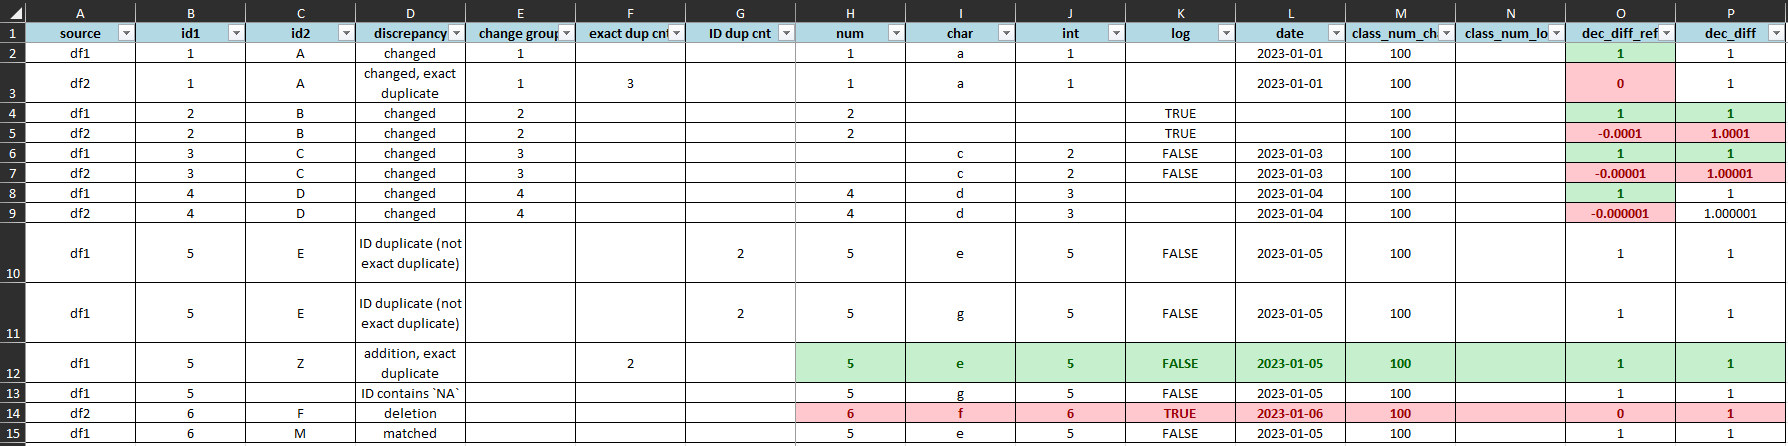 A B C D E F G H I J K L M N O P
1 source id1 id2 discrepancy change group exact dup cnt ID dup cnt num char int log date class_num_ch class_num_lo dec_diff_ref dec_diff
2 df1 1 A changed 1 1 a 1 2023-01-01 100 1 1
3 df2 1 A changed, exact duplicate 1 3 1 a 1 2023-01-01 100 0 1
4 df1 2 B changed 2 2 TRUE 100 1 1
5 df2 2 B changed 2 2 TRUE 100 -0.0001 1.0001
6 df1 3 C changed 3 c 2 FALSE 2023-01-03 100 1 1
7 df2 3 C changed 3 c 2 FALSE 2023-01-03 100 -0.00001 1.00001
8 df1 4 D changed 4 4 d 3 2023-01-04 100 1 1
9 df2 4 D changed 4 4 d 3 2023-01-04 100 -0.000001 1.000001
10 df1 5 E ID duplicate (not exact duplicate) 2 5 e 5 FALSE 2023-01-05 100 1 1
11 df1 5 E ID duplicate (not exact duplicate) 2 5 g 5 FALSE 2023-01-05 100 1 1
12 df1 5 Z addition, exact duplicate 2 5 e 5 FALSE 2023-01-05 100 1 1
13 df1 5 ID contains `NA` 5 g 5 FALSE 2023-01-05 100 1 1
14 df2 6 F deletion 6 f 6 TRUE 2023-01-06 100 0 1
15 df1 6 M matched 5 e 5 FALSE 2023-01-05 100 1 1